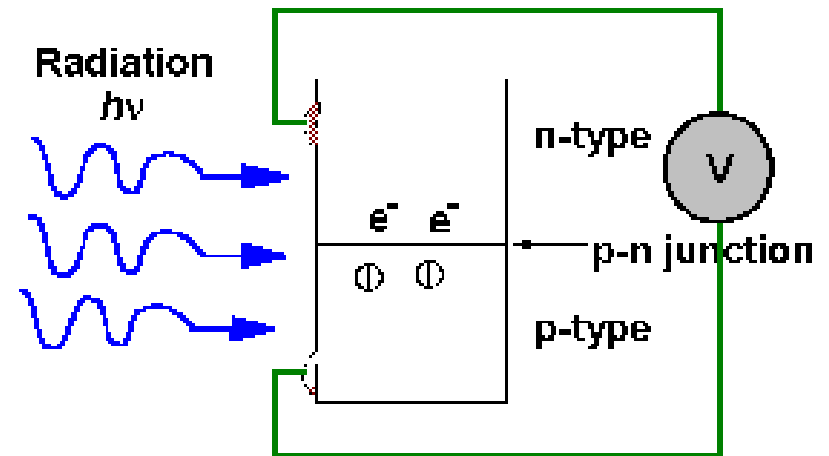 Radiation
hν
n-type
V
e⁻ e⁻
p-n junction
p-type